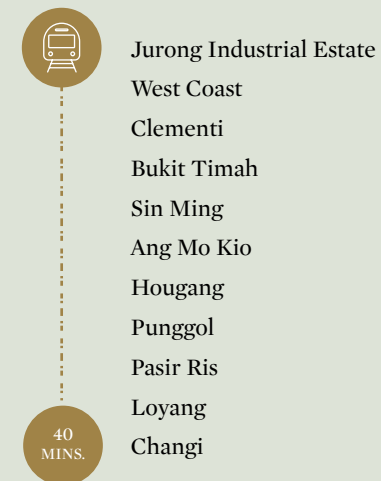 Jurong Industrial Estate
West Coast
Clementi
Bukit Timah
Sin Ming
Ang Mo Kio
Hougang
Punggol
Pasir Ris
Loyang
Changi
40
MINS.